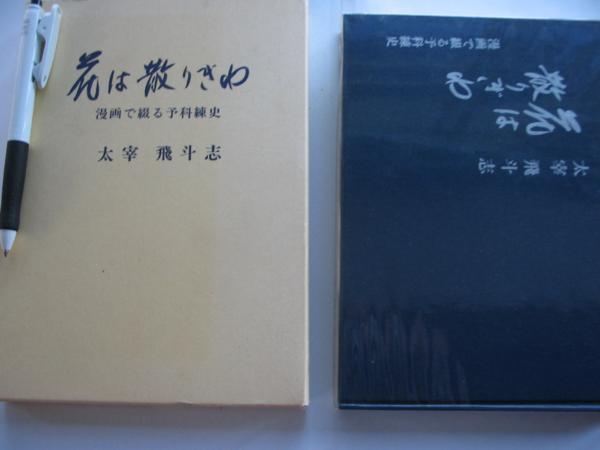 花は散りぎわ
漫画で綴る予科練史
太宰 飛斗志
漫画で綴る予科練史
花は
散りぎわ
太宰 飛斗志